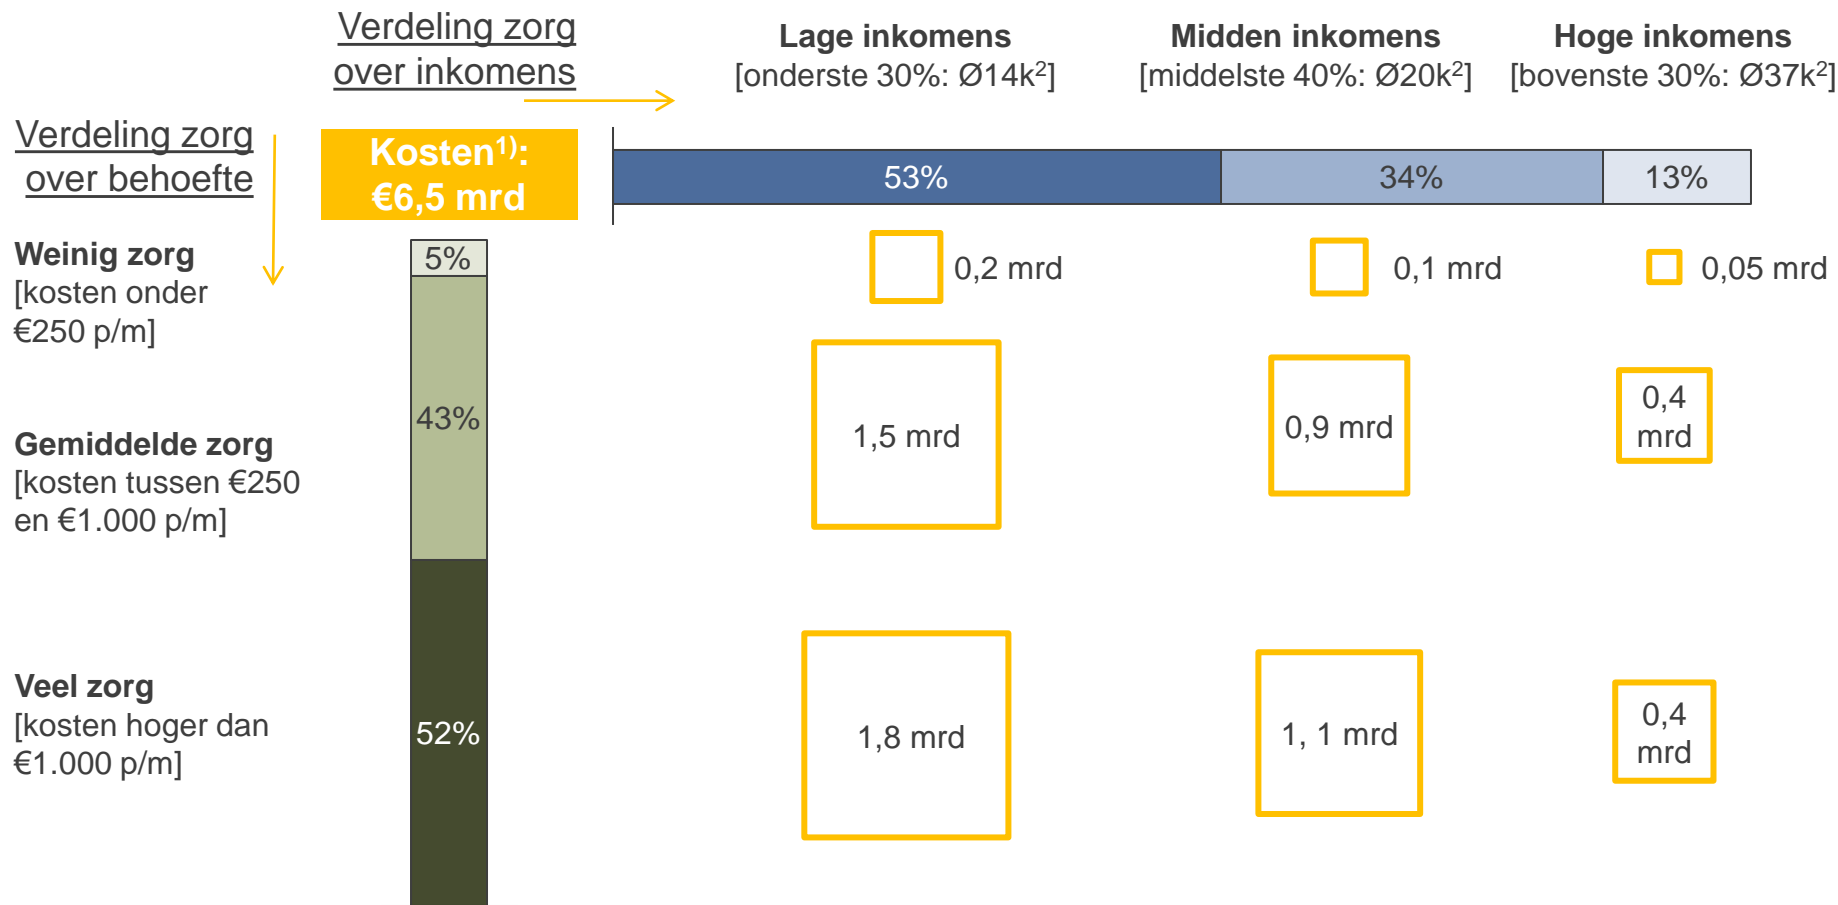 Verdeling zorg
over inkomens
Lage inkomens
[onderste 30%: Ø14k²]
Midden inkomens
[middelste 40%: Ø20k²]
Hoge inkomens
[bovenste 30%: Ø37k²]
Verdeling zorg
over behoefte
Kosten¹⁾:
€6,5 mrd
53%
34%
13%
Weinig zorg
[kosten onder
€250 p/m]
5%
0,2 mrd
0,1 mrd
0,05 mrd
Gemiddelde zorg
[kosten tussen €250
en €1.000 p/m]
43%
1,5 mrd
0,9 mrd
0,4
mrd
Veel zorg
[kosten hoger dan
€1.000 p/m]
52%
1,8 mrd
1, 1 mrd
0,4
mrd